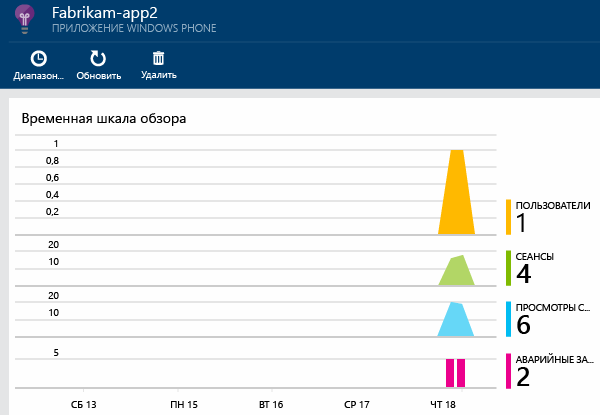 Fabrikam-app2
ПРИЛОЖЕНИЕ WINDOWS PHONE
Диапазон... Обновить Удалить
Временная шкала обзора
1
0,8
0,6
0,4
0,2
ПОЛЬЗОВАТЕЛИ
1
20
10
СЕАНСЫ
4
20
10
ПРОСМОТРЫ С...
6
5
АВАРИЙНЫЕ ЗА...
2
СБ 13 ПН 15 ВТ 16 СР 17 ЧТ 18